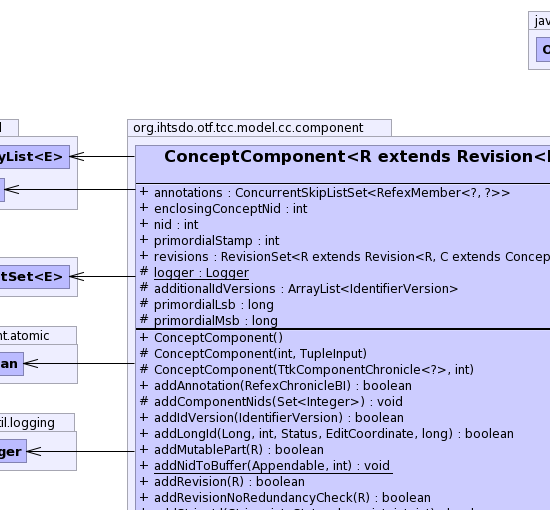 jav
O
l
org.ihtsdo.otf.tcc.model.cc.component
yList<E>
ConceptComponent<R extends Revision<
+ annotations : ConcurrentSkipListSet<RefexMember<?, ?>>
+ enclosingConceptNid : int
+ nid : int
+ primordialStamp : int
+ revisions : RevisionSet<R extends Revision<R, C extends Concep
tSet<E>
# logger : Logger
# additionalIdVersions : ArrayList<IdentifierVersion>
# primordialLsb : long
# primordialMsb : long
nt.atomic
+ ConceptComponent()
# ConceptComponent(int, TupleInput)
an
# ConceptComponent(TtkComponentChronicle<?>, int)
+ addAnnotation(RefexChronicleBI) : boolean
# addComponentNids(Set<Integer>) : void
+ addIdVersion(IdentifierVersion) : boolean
til.logging
+ addLongId(Long, int, Status, EditCoordinate, long) : boolean
ger
+ addMutablePart(R) : boolean
+ addNidToBuffer(Appendable, int) : void
+ addRevision(R) : boolean
+ addRevisionNoRedundancyCheck(R) : boolean